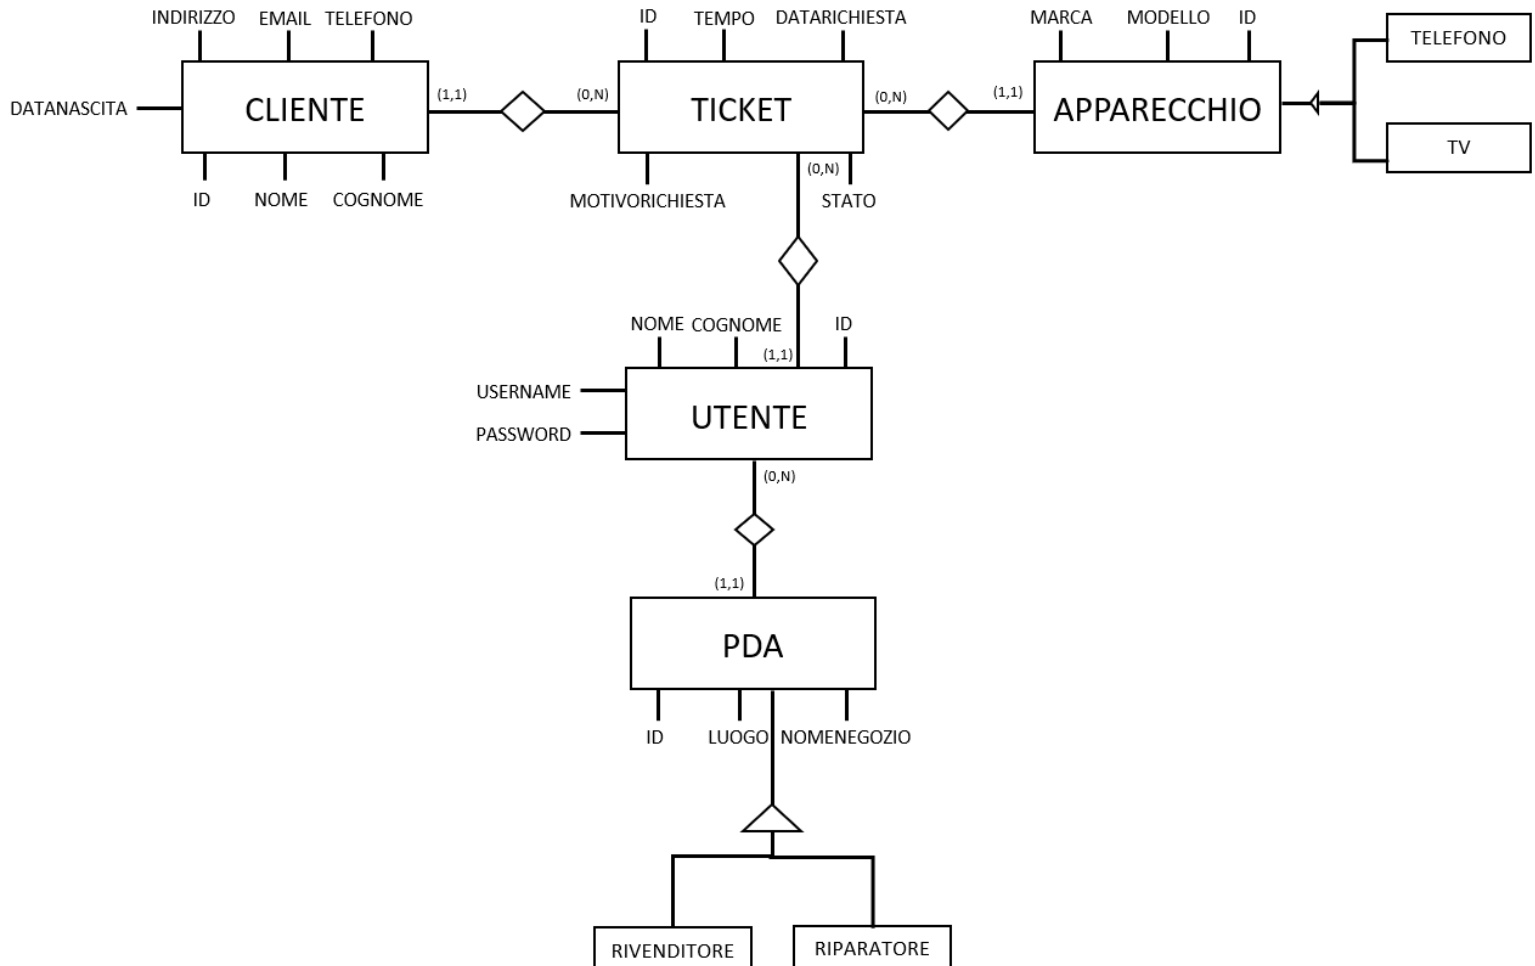 INDIRIZZO EMAIL TELEFONO
ID TEMPO DATARICHIESTA
MARCA MODELLO ID
TELEFONO
DATANASCITA
CLIENTE
(1,1)
(0,N)
TICKET
(0,N)
(1,1)
APPARECCHIO
TV
ID NOME COGNOME
MOTIVORICHIESTA
(0,N)
STATO
NOME COGNOME ID
(1,1)
USERNAME
PASSWORD
UTENTE
(0,N)
(1,1)
PDA
ID LUOGO NOMENEGOZIO
RIVENDITORE
RIPARATORE